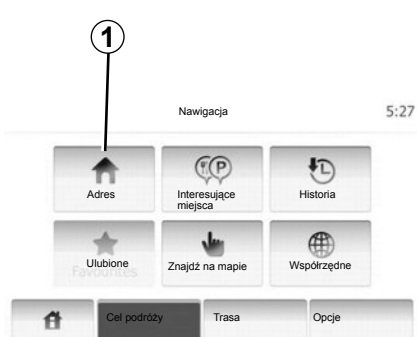 1
Nawigacja
5:27
Adres
Interesujące
miejsca
Historia
Ulubione
Favourites
Znajdź na mapie
Współrzędne
Cel podróży
Trasa
Opcje